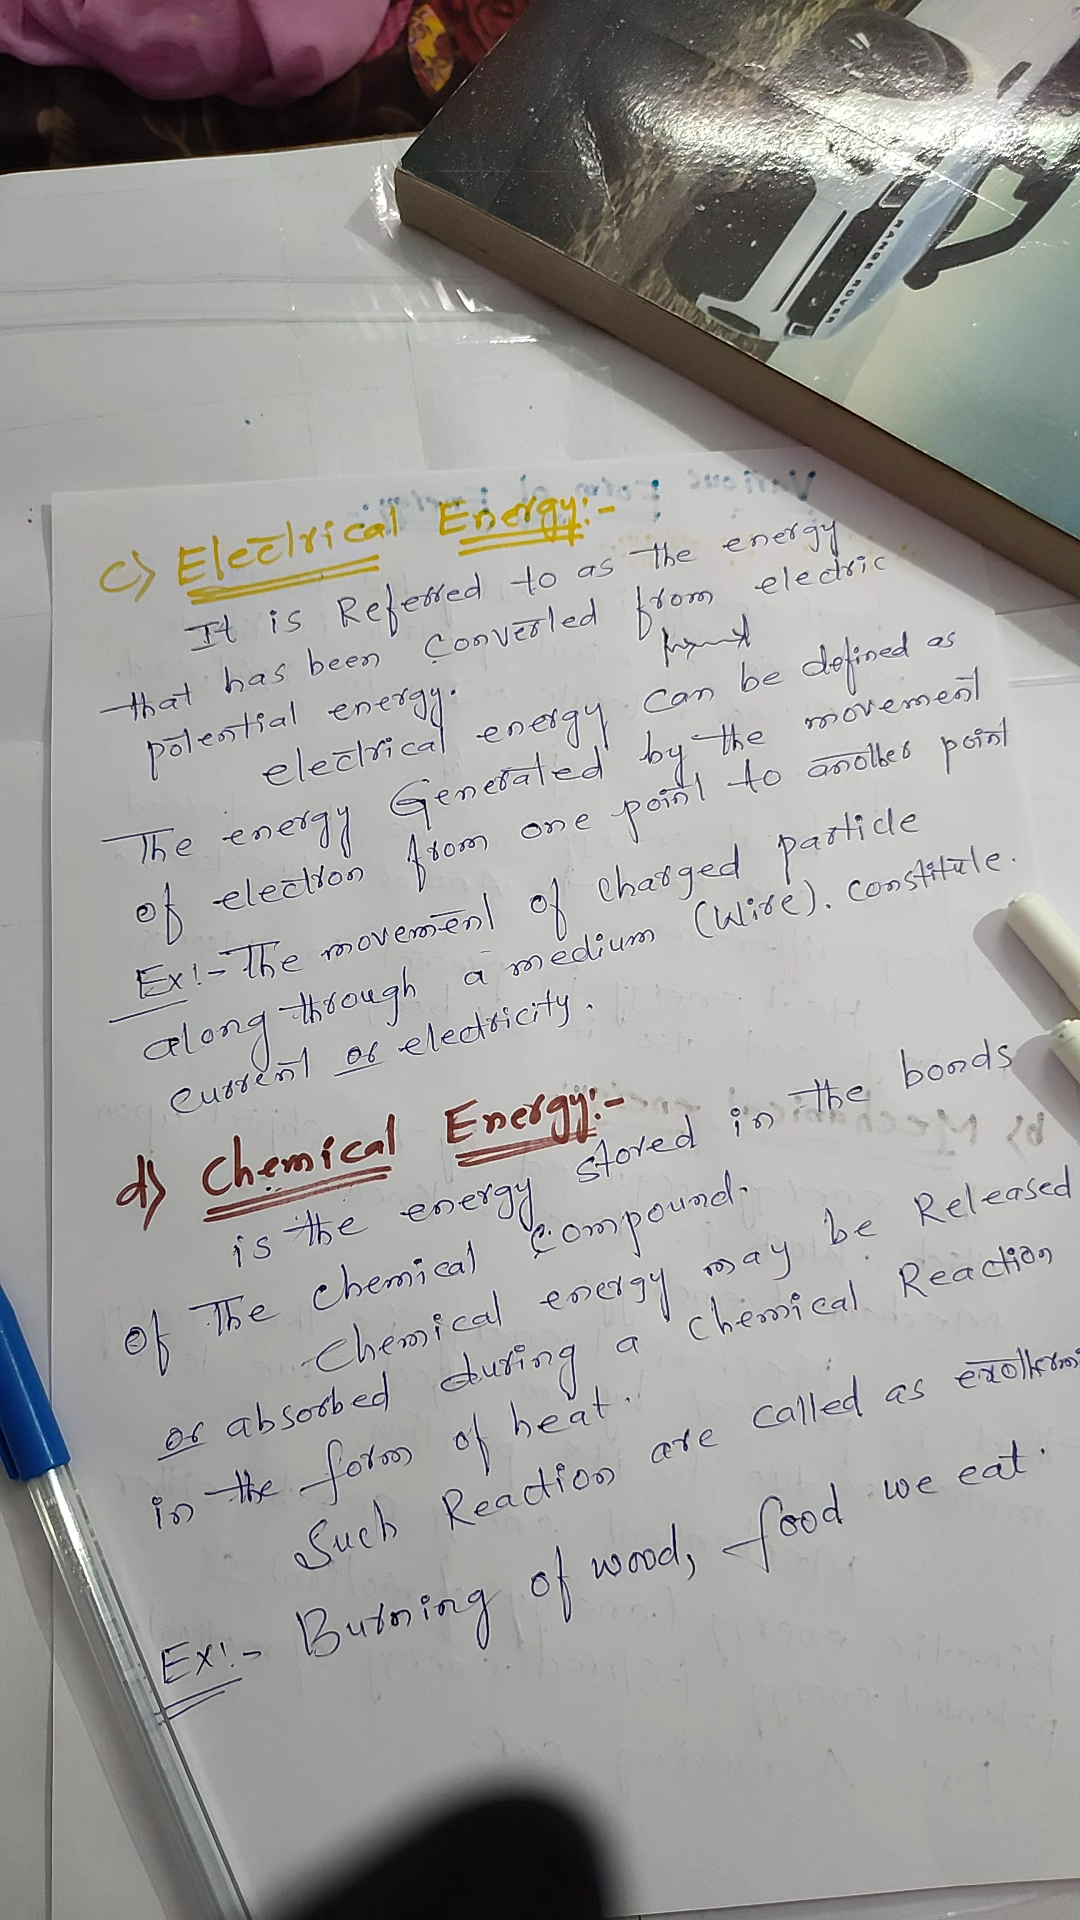 RANGE ROVER
c) Electrical Energy:-
It is Referred to as the energy
that has been Converted from electric
potential energy.
electrical energy can be defined as
The energy Generated by the movement
of electron from one point to another point
Ex:- The movement of charged particle
along through a medium (wire). constitute.
current or electricity.
d) Chemical Energy:-
is the energy stored in the bonds
of The chemical Compound.
Chemical energy may be Released
or absorbed during a chemical Reaction
in the form of heat.
Such Reaction are called as exotherm
Ex:- Burning of wood, food we eat.